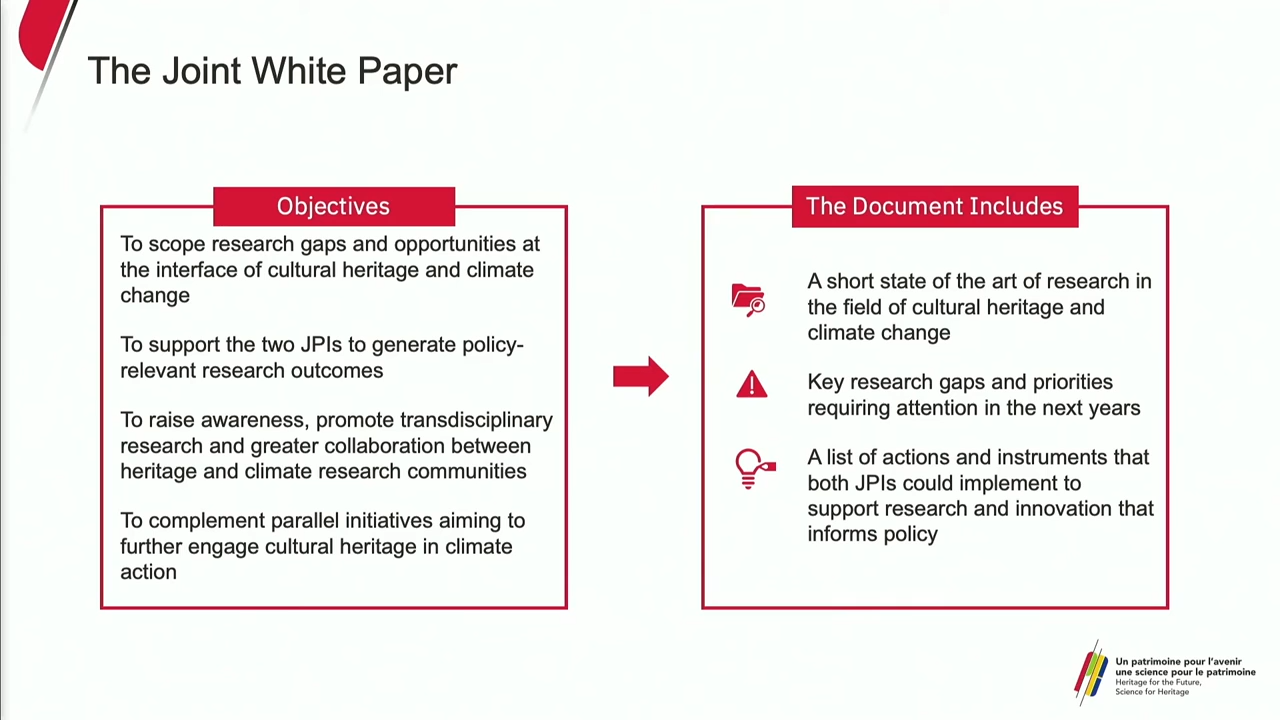 The Joint White Paper
Objectives
To scope research gaps and opportunities at
the interface of cultural heritage and climate
change
To support the two JPIs to generate policy-
relevant research outcomes
To raise awareness, promote transdisciplinary
research and greater collaboration between
heritage and climate research communities
To complement parallel initiatives aiming to
further engage cultural heritage in climate
action
The Document Includes
A short state of the art of research in
the field of cultural heritage and
climate change
Key research gaps and priorities
requiring attention in the next years
A list of actions and instruments that
both JPIs could implement to
support research and innovation that
informs policy
Un patrimoine pour l'avenir
une science pour le patrimoine
Heritage for the Future,
Science for Heritage